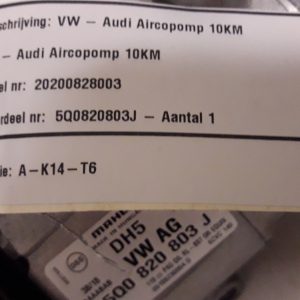 schrijving: VW – Audi Aircopomp 10KM
– Audi Aircopomp 10KM
el nr: 20200828003
rdeel nr: 5Q0820803J – Aantal 1
ie: A–K14–T6
DH5
VW AG
5Q0 820 803 J